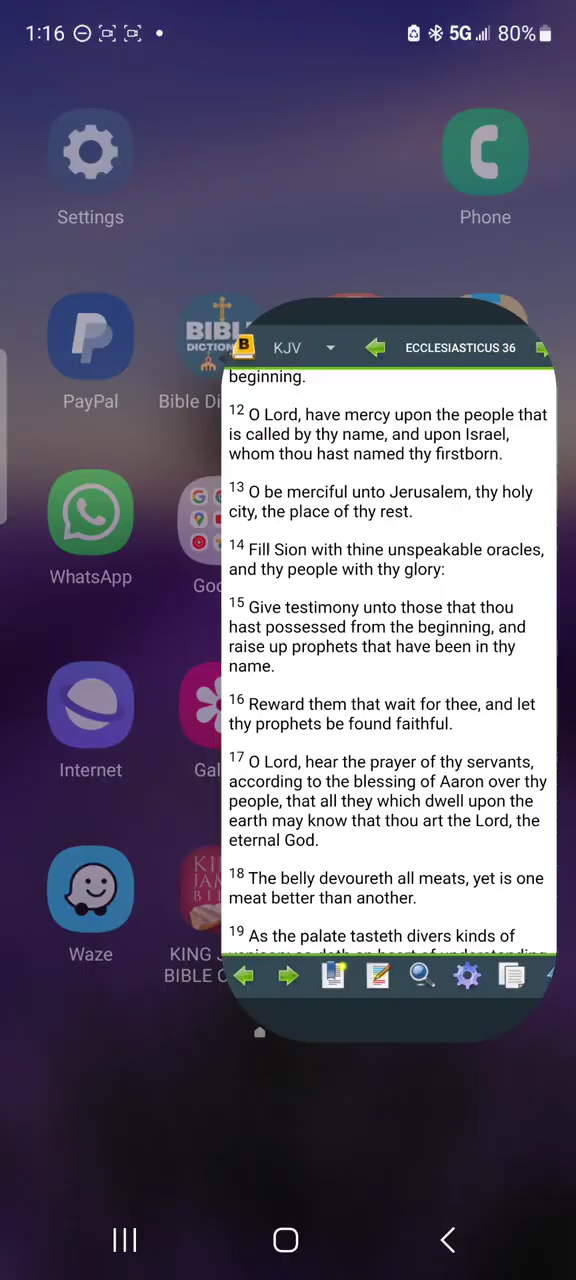 1:16
5G
80%
Settings
Phone
BIBL
DICTION
PayPal
Bible Di
B
KJV
ECCLESIASTICUS 36
beginning.
12 O Lord, have mercy upon the people that
is called by thy name, and upon Israel,
whom thou hast named thy firstborn.
13 O be merciful unto Jerusalem, thy holy
city, the place of thy rest.
14 Fill Sion with thine unspeakable oracles,
and thy people with thy glory:
15 Give testimony unto those that thou
hast possessed from the beginning, and
raise up prophets that have been in thy
name.
16 Reward them that wait for thee, and let
thy prophets be found faithful.
17 O Lord, hear the prayer of thy servants,
according to the blessing of Aaron over thy
people, that all they which dwell upon the
earth may know that thou art the Lord, the
eternal God.
18 The belly devoureth all meats, yet is one
meat better than another.
19 As the palate tasteth divers kinds of
WhatsApp
Goo
Internet
Gal
KI
JAM
BI
Waze
KING J
BIBLE C